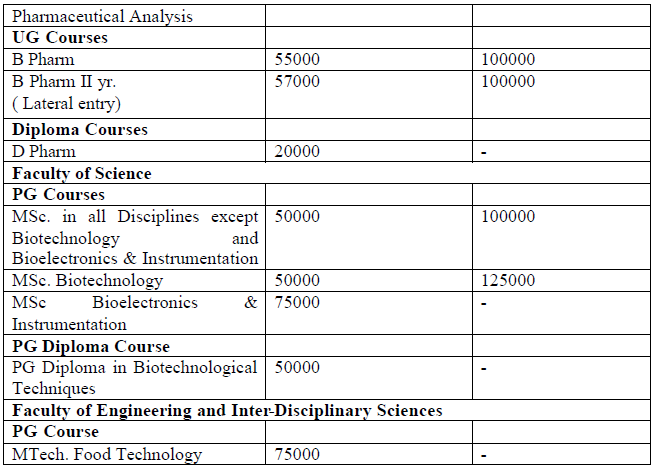 Pharmaceutical Analysis
UG Courses
B Pharm 55000 100000
B Pharm II yr. 57000 100000
( Lateral entry)
Diploma Courses
D Pharm 20000 -
Faculty of Science
PG Courses
MSc. in all Disciplines except 50000 100000
Biotechnology and
Bioelectronics & Instrumentation
MSc. Biotechnology 50000 125000
MSc Bioelectronics & 75000 -
Instrumentation
PG Diploma Course
PG Diploma in Biotechnological 50000 -
Techniques
Faculty of Engineering and Inter-Disciplinary Sciences
PG Course
MTech. Food Technology 75000 -